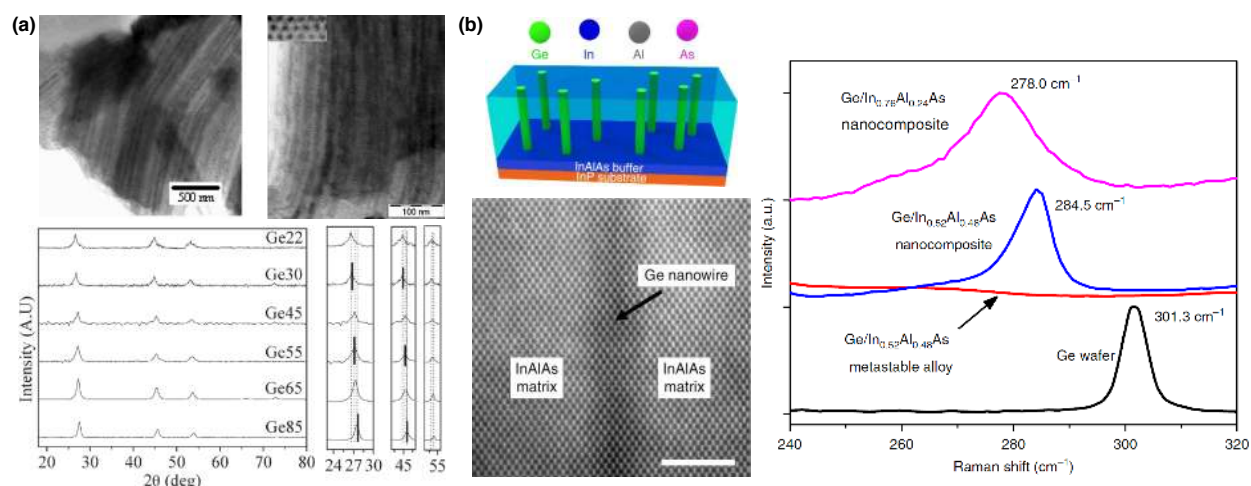 (a)
500 nm
100 nm
Intensity (A.U)
Ge22
Ge30
Ge45
Ge55
Ge65
Ge85
20 30 40 50 60 70 80
24 27 30
45
55
2θ (deg)
(b)
Ge In Al As
InAlAs buffer
InP substrate
Ge nanowire
InAlAs
matrix
InAlAs
matrix
Intensity (a.u.)
Ge/In0.76Al0.24As
nanocomposite
278.0 cm⁻¹
Ge/In0.52Al0.48As
nanocomposite
284.5 cm⁻¹
Ge/In0.52Al0.48As
metastable alloy
301.3 cm⁻¹
Ge wafer
240 260 280 300 320
Raman shift (cm⁻¹)